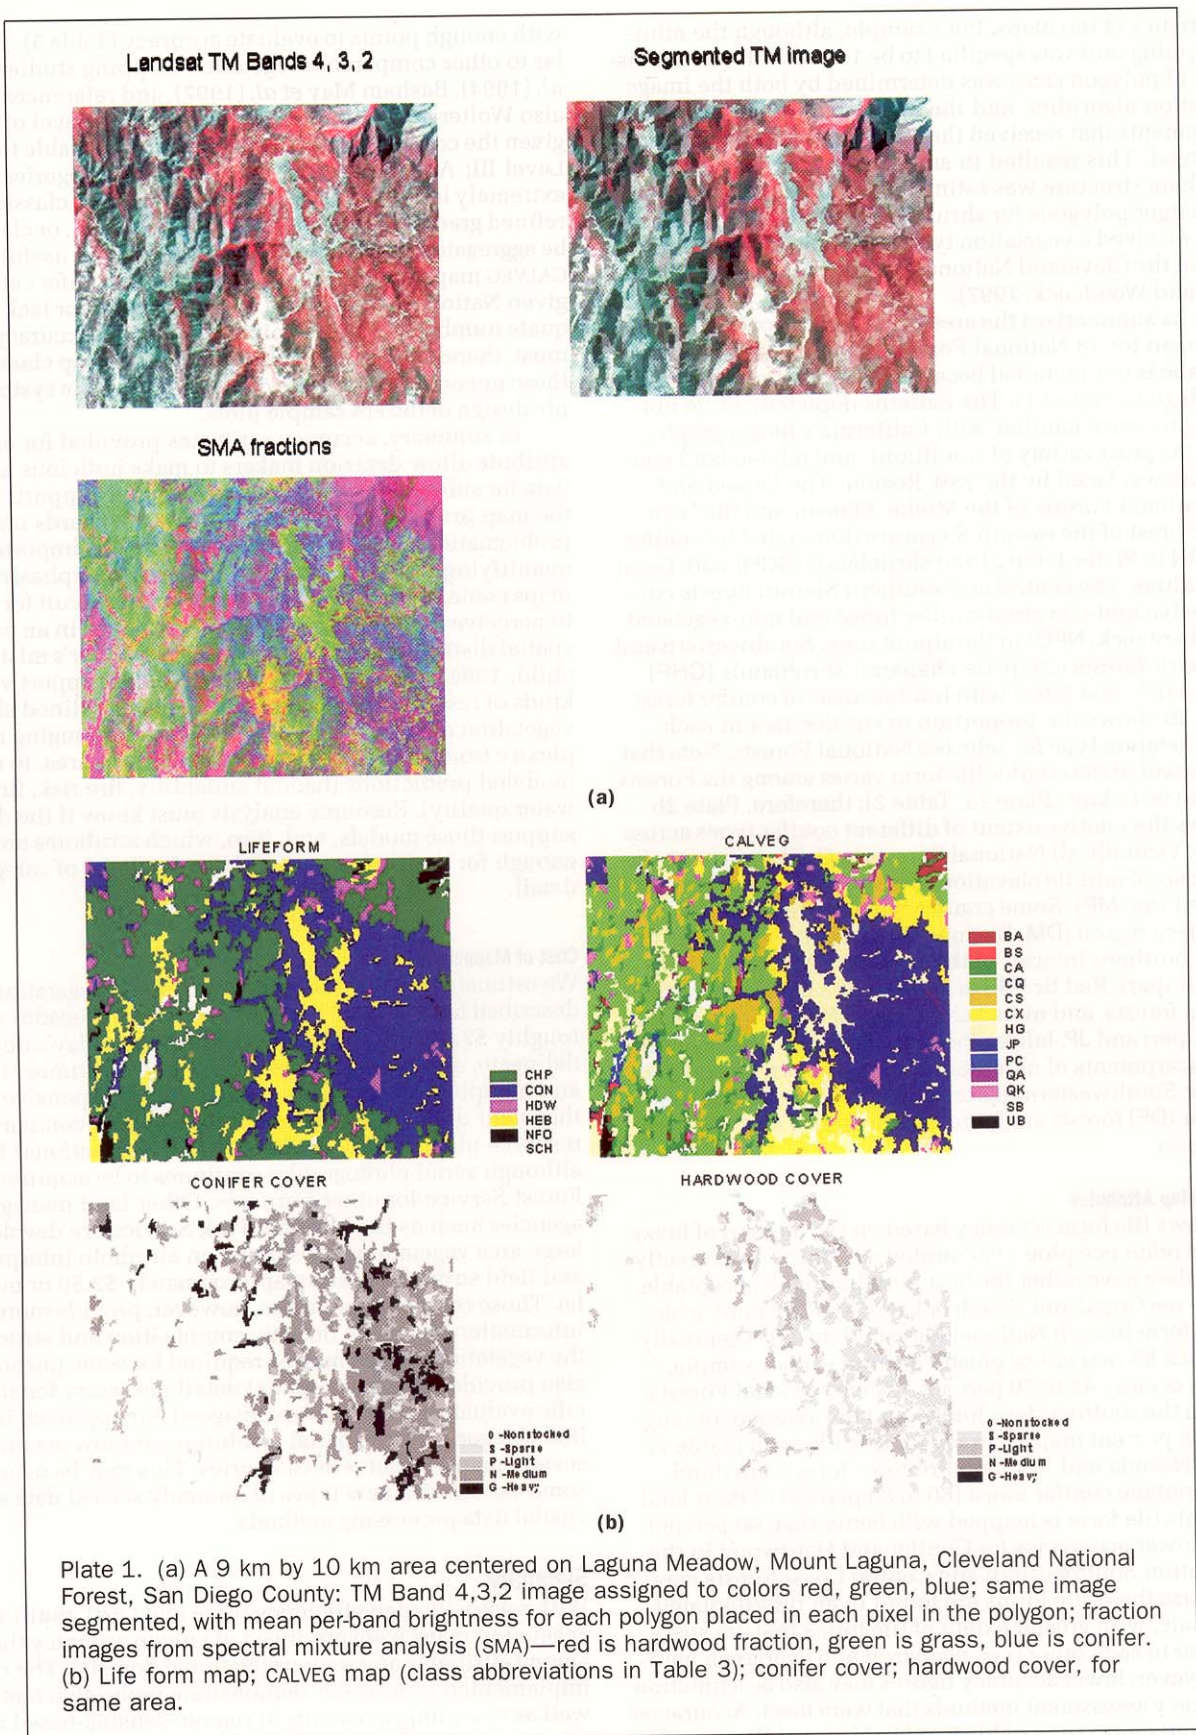 Landsat TM Bands 4, 3, 2
Segmented TM image
SMA fractions
(a)
LIFEFORM
CHP
CON
HDW
HEB
NFO
SCH
CALVEG
BA
BS
CA
CQ
CS
CX
HG
JP
PC
QA
QK
SB
UB
CONIFER COVER
0 -Nonstocked
S -Sparse
P -Light
N -Medium
G -Heavy
HARDWOOD COVER
0 -Nonstocked
S -Sparse
P -Light
N -Medium
G -Heavy
(b)
Plate 1. (a) A 9 km by 10 km area centered on Laguna Meadow, Mount Laguna, Cleveland National
Forest, San Diego County: TM Band 4,3,2 image assigned to colors red, green, blue; same image
segmented, with mean per-band brightness for each polygon placed in each pixel in the polygon; fraction
images from spectral mixture analysis (SMA)—red is hardwood fraction, green is grass, blue is conifer.
(b) Life form map; CALVEG map (class abbreviations in Table 3); conifer cover; hardwood cover, for
same area.